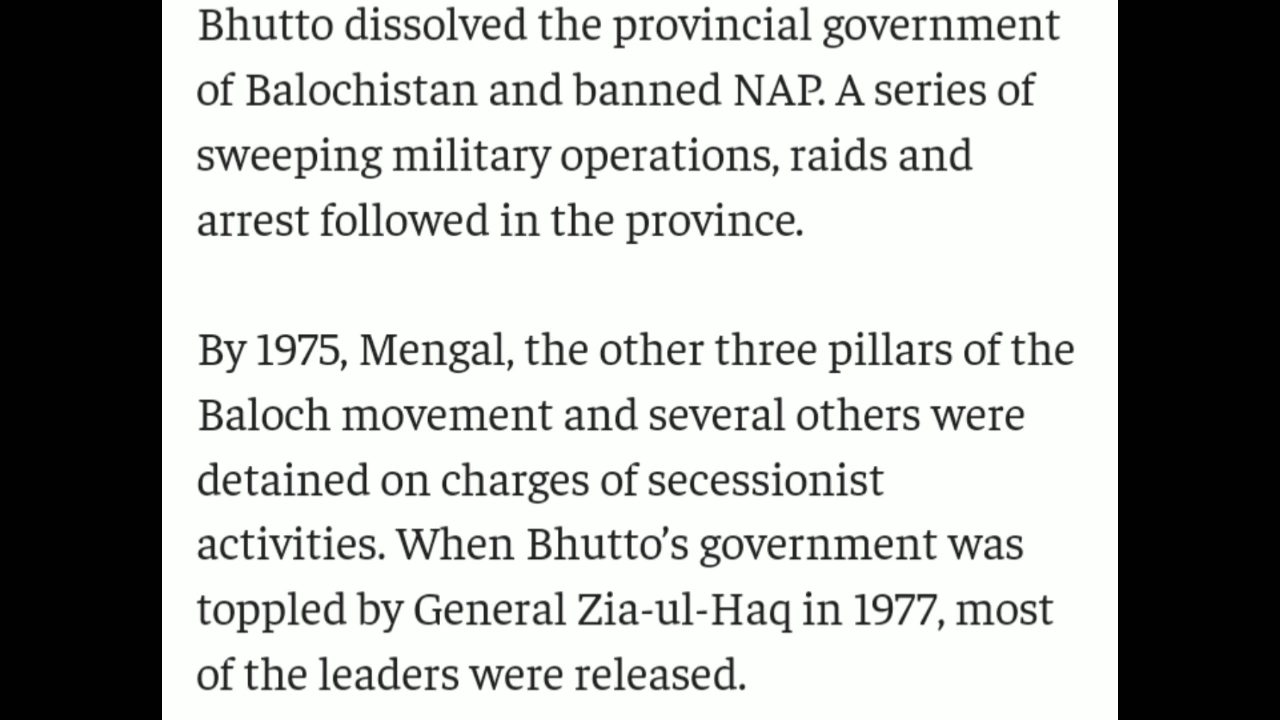 Bhutto dissolved the provincial government
of Balochistan and banned NAP. A series of
sweeping military operations, raids and
arrest followed in the province.
By 1975, Mengal, the other three pillars of the
Baloch movement and several others were
detained on charges of secessionist
activities. When Bhutto’s government was
toppled by General Zia-ul-Haq in 1977, most
of the leaders were released.